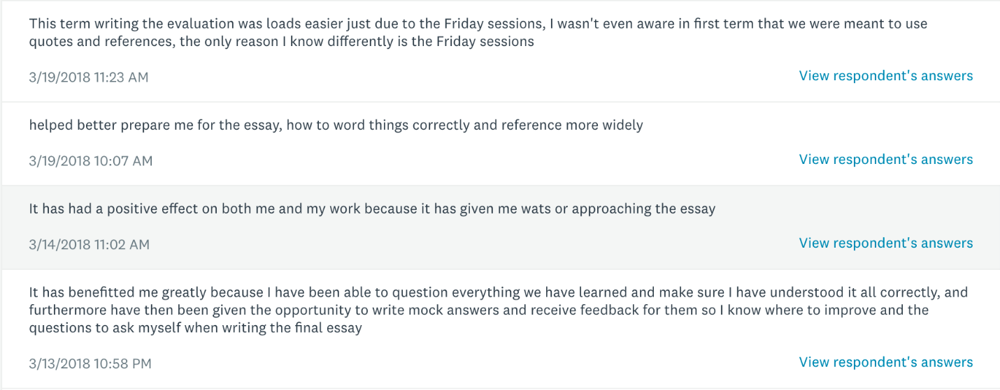 This term writing the evaluation was loads easier just due to the Friday sessions, I wasn't even aware in first term that we were meant to use
quotes and references, the only reason I know differently is the Friday sessions
3/19/2018 11:23 AM
View respondent's answers
helped better prepare me for the essay, how to word things correctly and reference more widely
3/19/2018 10:07 AM
View respondent's answers
It has had a positive effect on both me and my work because it has given me wats or approaching the essay
3/14/2018 11:02 AM
View respondent's answers
It has benefitted me greatly because I have been able to question everything we have learned and make sure I have understood it all correctly, and
furthermore have then been given the opportunity to write mock answers and receive feedback for them so I know where to improve and the
questions to ask myself when writing the final essay
3/13/2018 10:58 PM
View respondent's answers